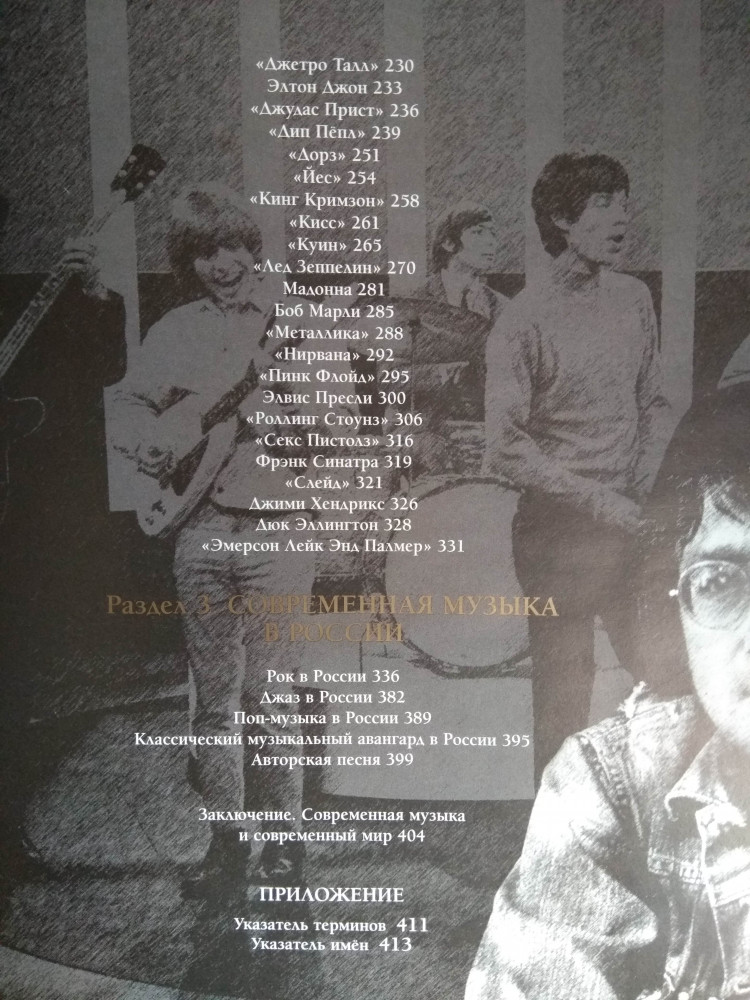 «Джетро Талл» 230
Элтон Джон 233
«Джудас Прист» 236
«Дип Пёпл» 239
«Дорз» 251
«Йес» 254
«Кинг Кримзон» 258
«Кисс» 261
«Куин» 265
«Лед Зеппелин» 270
Мадонна 281
Боб Марли 285
«Металлика» 288
«Нирвана» 292
«Пинк Флойд» 295
Элвис Пресли 300
«Роллинг Стоунз» 306
«Секс Пистолз» 316
Фрэнк Синатра 319
«Слейд» 321
Джими Хендрикс 326
Дюк Эллингтон 328
«Эмерсон Лейк Энд Палмер» 331
Раздел 3 СОВРЕМЕННАЯ МУЗЫКА
В РОССИИ
Рок в России 336
Джаз в России 382
Поп-музыка в России 389
Классический музыкальный авангард в России 395
Авторская песня 399
Заключение. Современная музыка
и современный мир 404
ПРИЛОЖЕНИЕ
Указатель терминов 411
Указатель имён 413